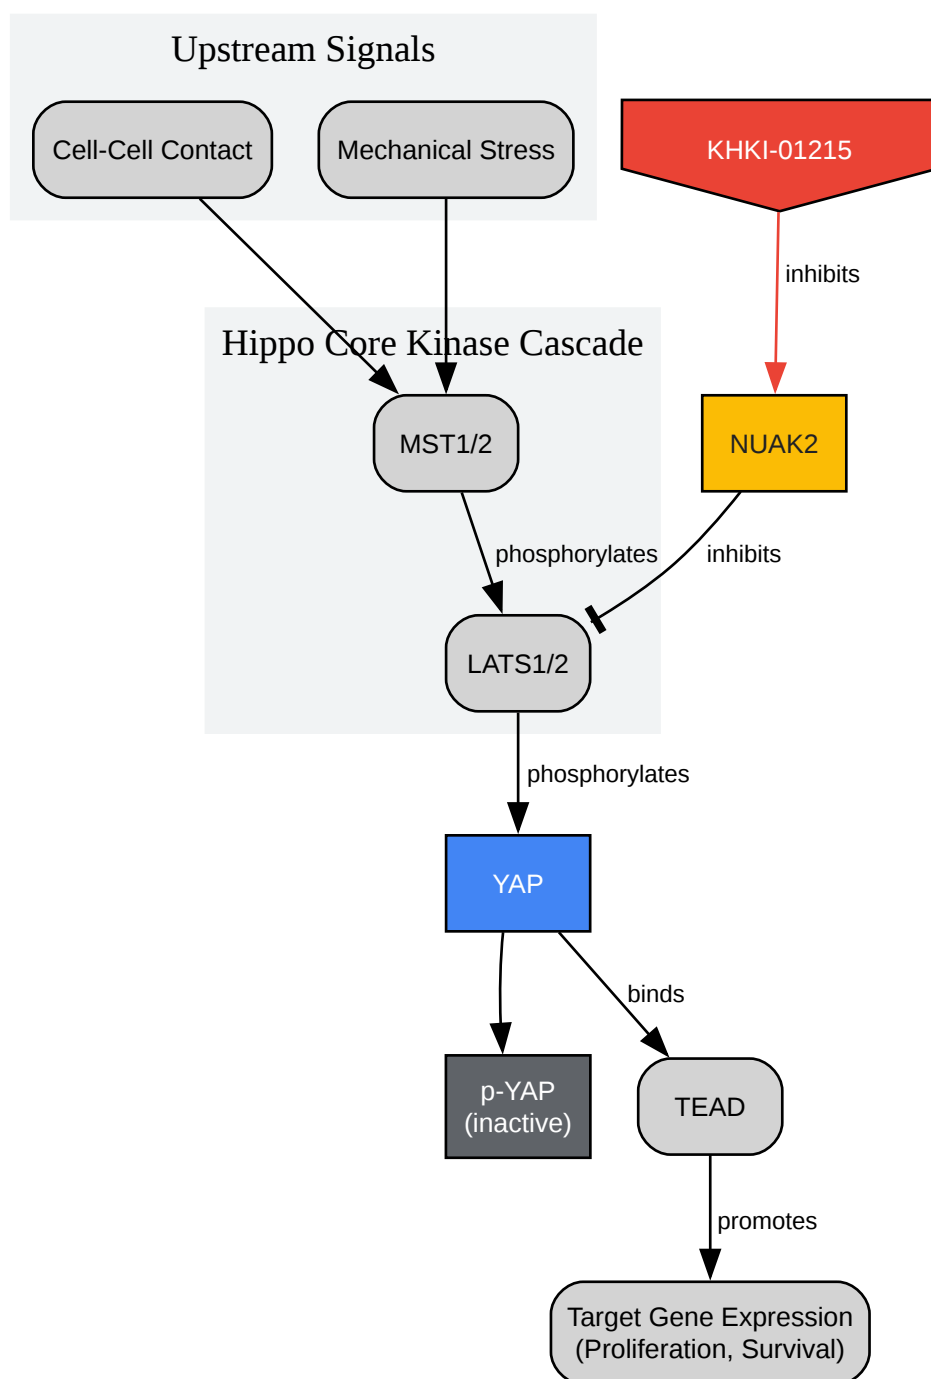 Upstream Signals
Cell-Cell Contact
Mechanical Stress
KHKI-01215
inhibits
Hippo Core Kinase Cascade
MST1/2
NUAK2
phosphorylates
inhibits
LATS1/2
phosphorylates
YAP
binds
p-YAP
(inactive)
TEAD
promotes
Target Gene Expression
(Proliferation, Survival)